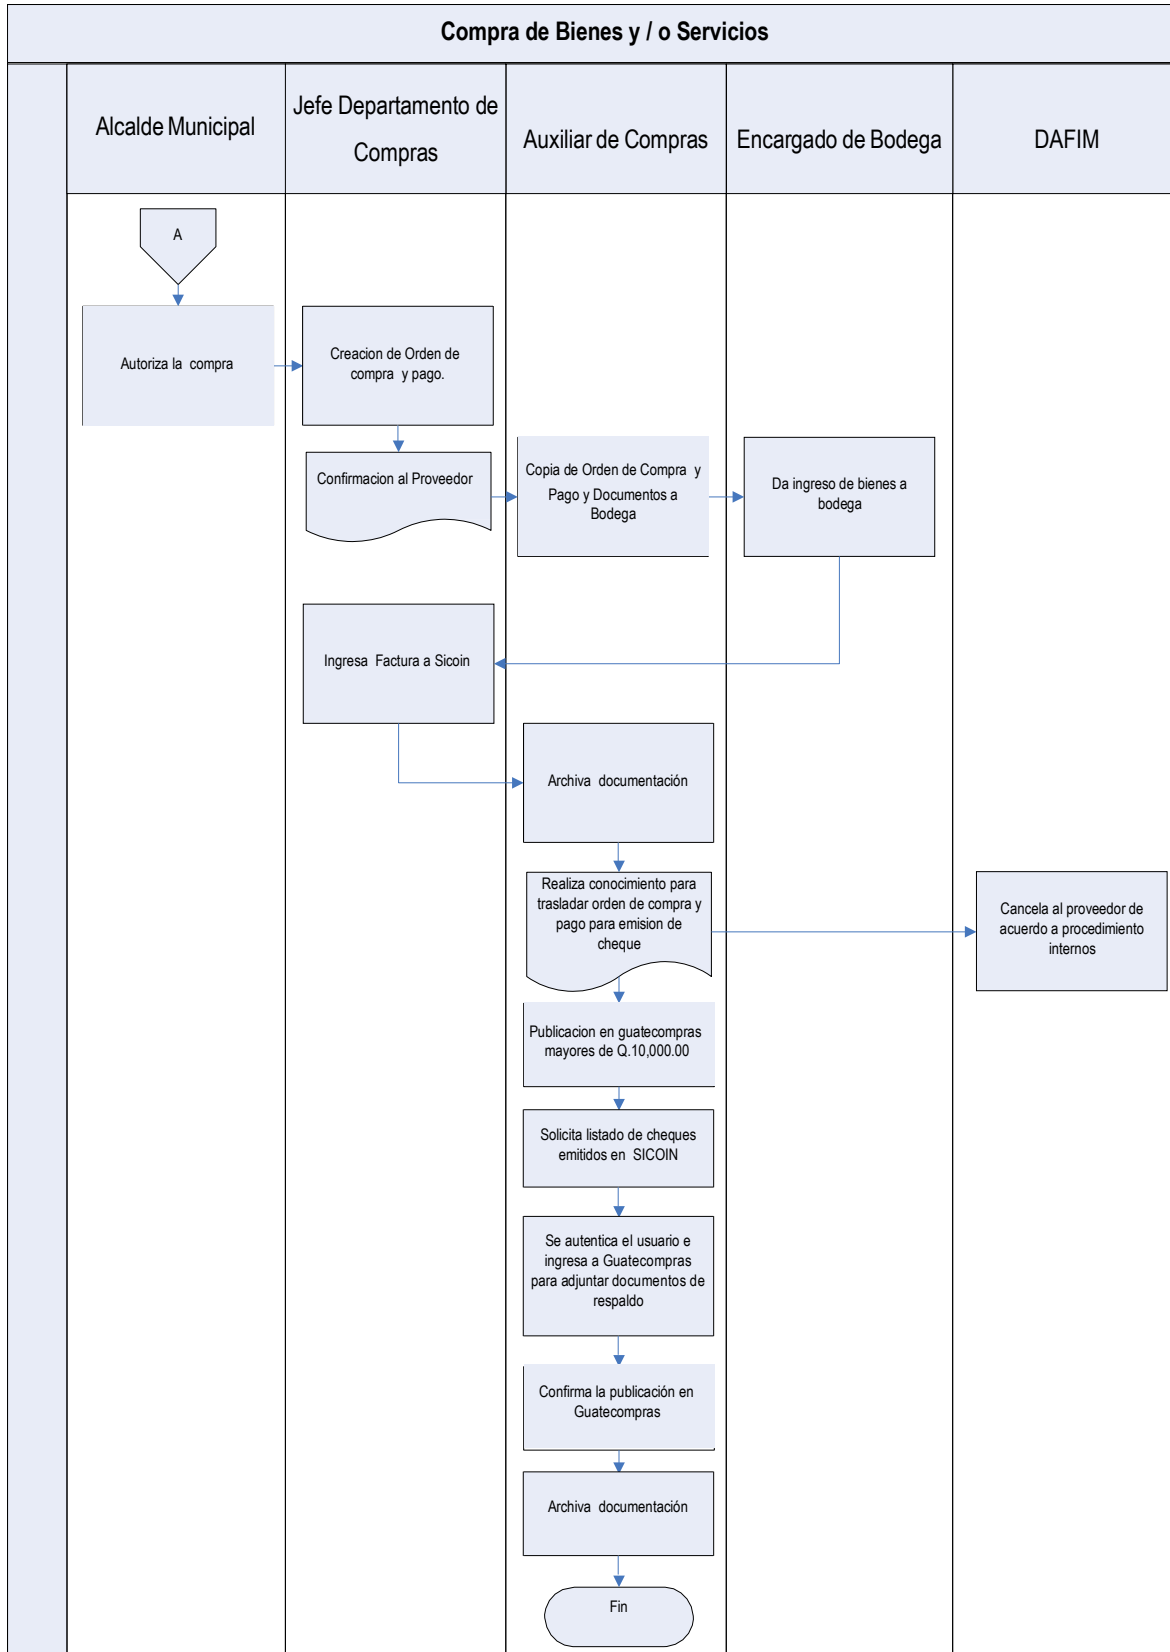 Compra de Bienes y / o Servicios
Alcalde Municipal
Jefe Departamento de
Compras
Auxiliar de Compras
Encargado de Bodega
DAFIM
A
Autoriza la compra
Creacion de Orden de
compra y pago.
Confirmacion al Proveedor
Copia de Orden de Compra y
Pago y Documentos a
Bodega
Da ingreso de bienes a
bodega
Ingresa Factura a Sicoin
Archiva documentación
Realiza conocimiento para
trasladar orden de compra y
pago para emision de
cheque
Cancela al proveedor de
acuerdo a procedimiento
internos
Publicacion en guatecompras
mayores de Q.10,000.00
Solicita listado de cheques
emitidos en SICOIN
Se autentica el usuario e
ingresa a Guatecompras
para adjuntar documentos de
respaldo
Confirma la publicación en
Guatecompras
Archiva documentación
Fin